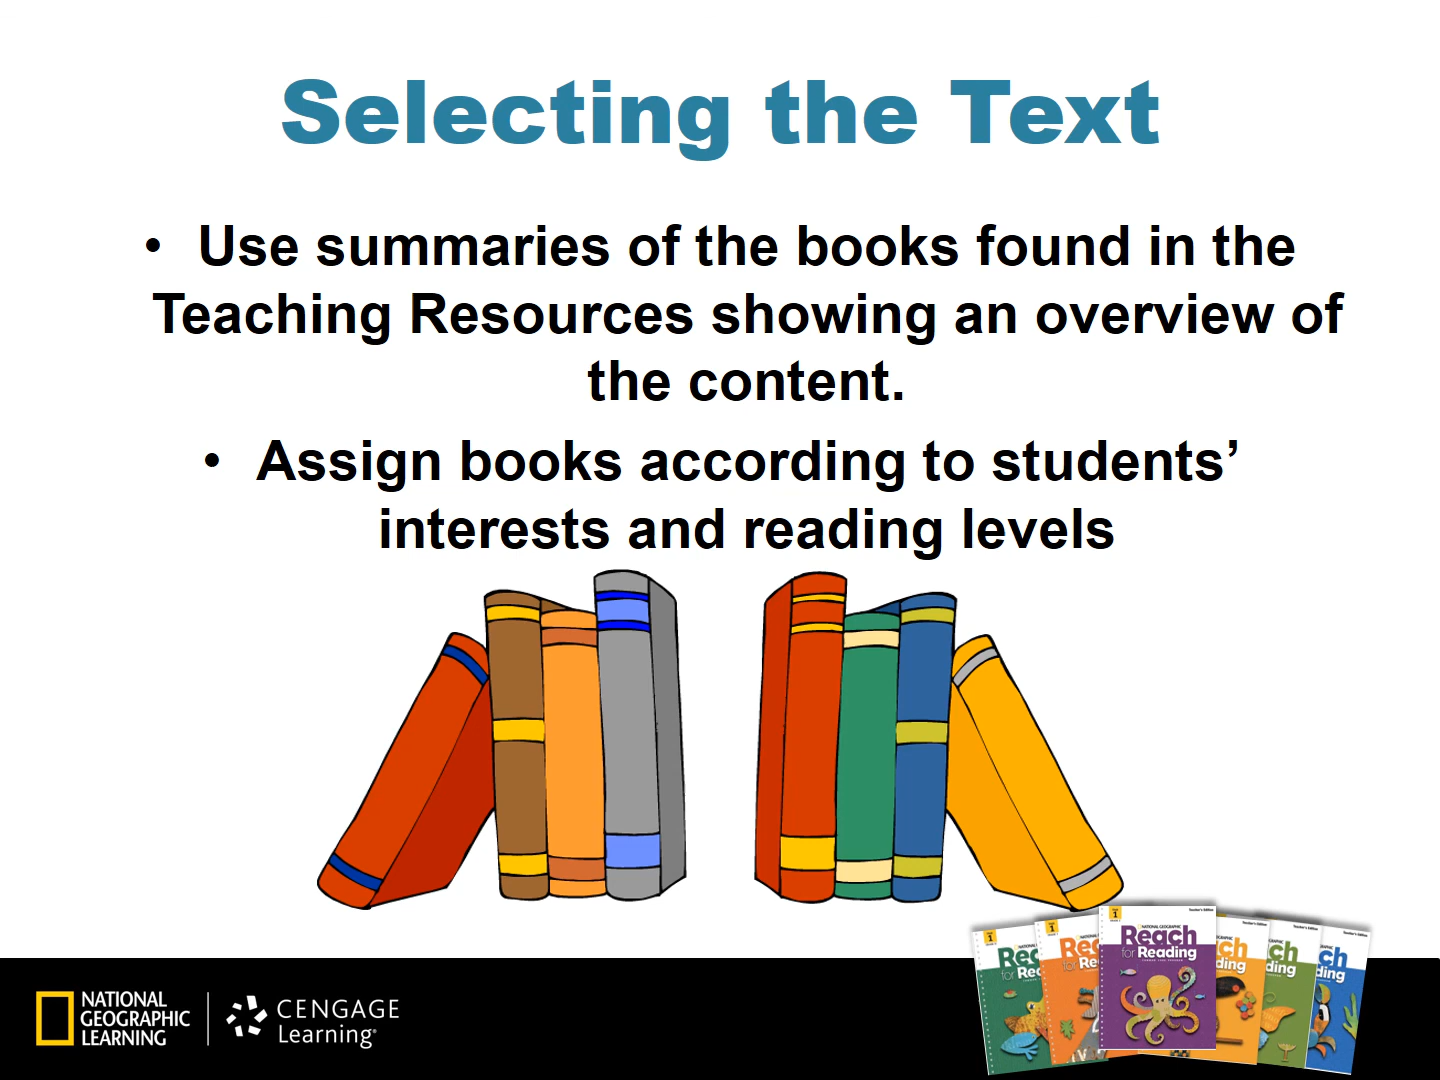 Selecting the Text
• Use summaries of the books found in the
Teaching Resources showing an overview of
the content.
• Assign books according to students’
interests and reading levels
NATIONAL
GEOGRAPHIC
LEARNING
CENGAGE
Learning
Reach
for Reading